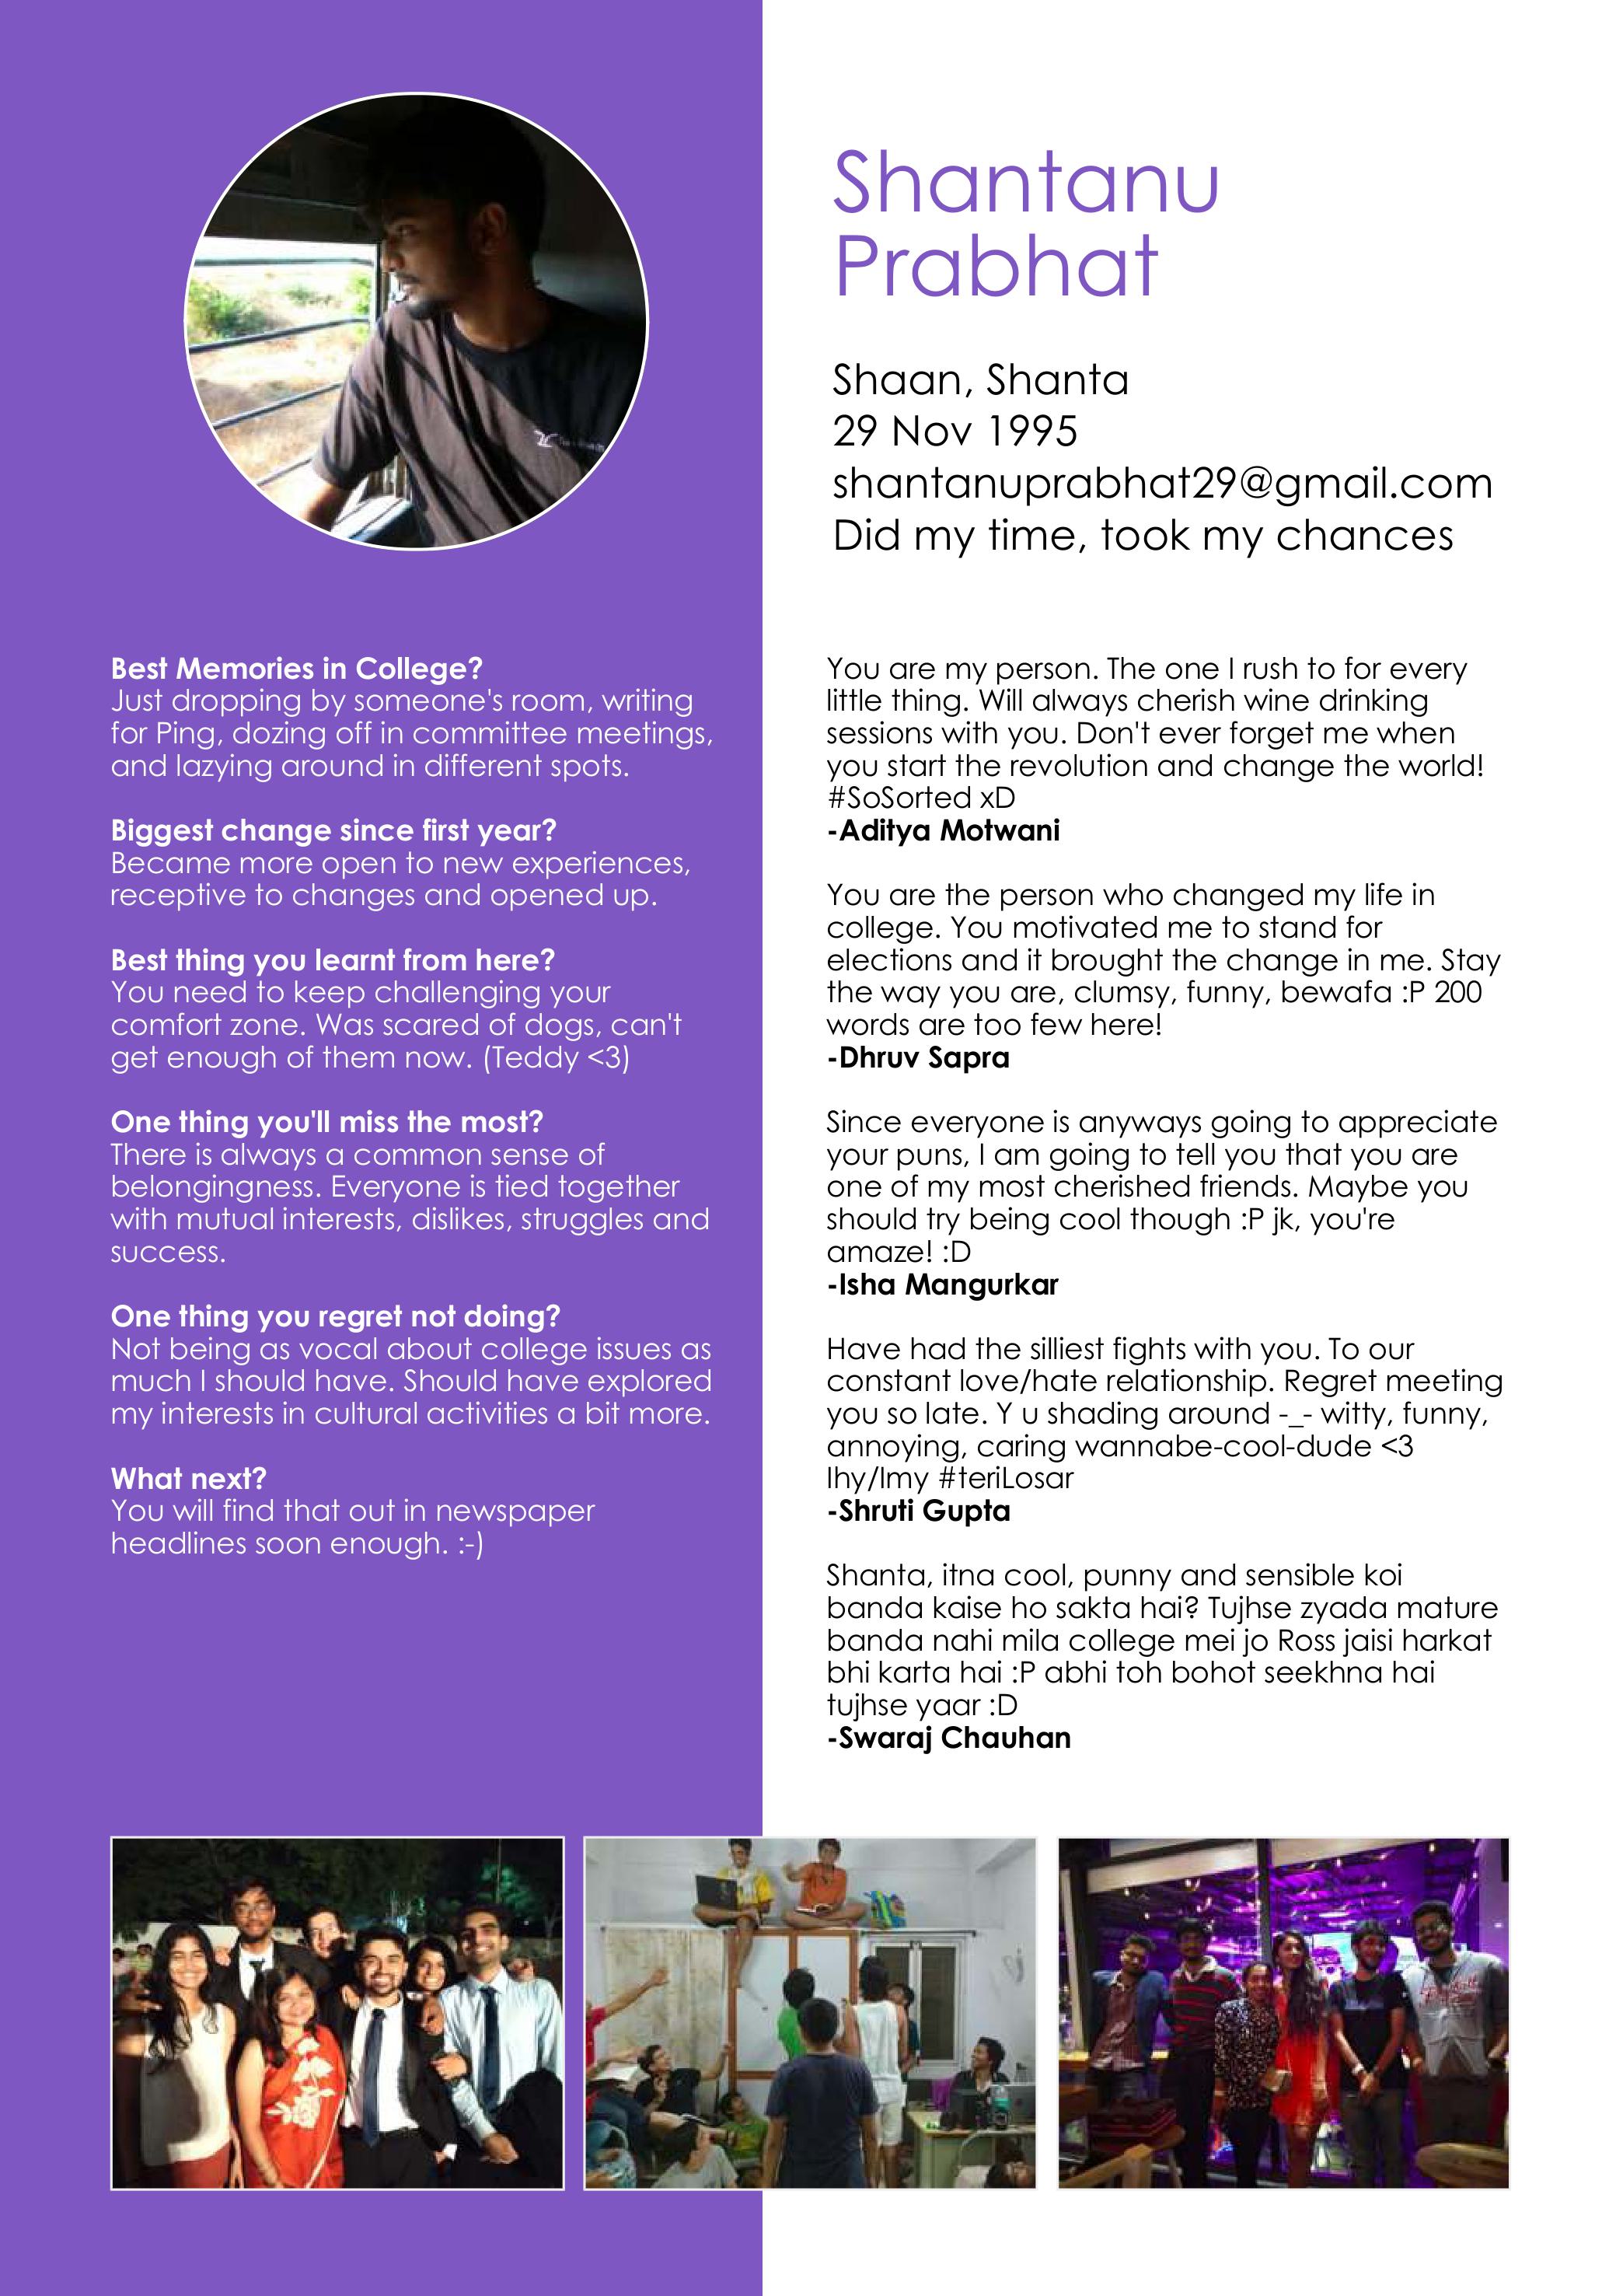 Shantanu
Prabhat
Shaan, Shanta
29 Nov 1995
shantanuprabhat29@gmail.com
Did my time, took my chances
Best Memories in College?
Just dropping by someone's room, writing
for Ping, dozing off in committee meetings,
and lazying around in different spots.
Biggest change since first year?
Became more open to new experiences,
receptive to changes and opened up.
Best thing you learnt from here?
You need to keep challenging your
comfort zone. Was scared of dogs, can't
get enough of them now. (Teddy <3)
One thing you'll miss the most?
There is always a common sense of
belongingness. Everyone is tied together
with mutual interests, dislikes, struggles and
success.
One thing you regret not doing?
Not being as vocal about college issues as
much I should have. Should have explored
my interests in cultural activities a bit more.
What next?
You will find that out in newspaper
headlines soon enough. :-)
You are my person. The one I rush to for every
little thing. Will always cherish wine drinking
sessions with you. Don't ever forget me when
you start the revolution and change the world!
#SoSorted xD
-Aditya Motwani
You are the person who changed my life in
college. You motivated me to stand for
elections and it brought the change in me. Stay
the way you are, clumsy, funny, bewafa :P 200
words are too few here!
-Dhruv Sapra
Since everyone is anyways going to appreciate
your puns, I am going to tell you that you are
one of my most cherished friends. Maybe you
should try being cool though :P jk, you're
amaze! :D
-Isha Mangurkar
Have had the silliest fights with you. To our
constant love/hate relationship. Regret meeting
you so late. Y u shading around -_- witty, funny,
annoying, caring wannabe-cool-dude <3
lhy/lmy #teriLosar
-Shruti Gupta
Shanta, itna cool, punny and sensible koi
banda kaise ho sakta hai? Tujhse zyada mature
banda nahi mila college mei jo Ross jaisi harkat
bhi karta hai :P abhi toh bohot seekhna hai
tujhse yaar :D
-Swaraj Chauhan